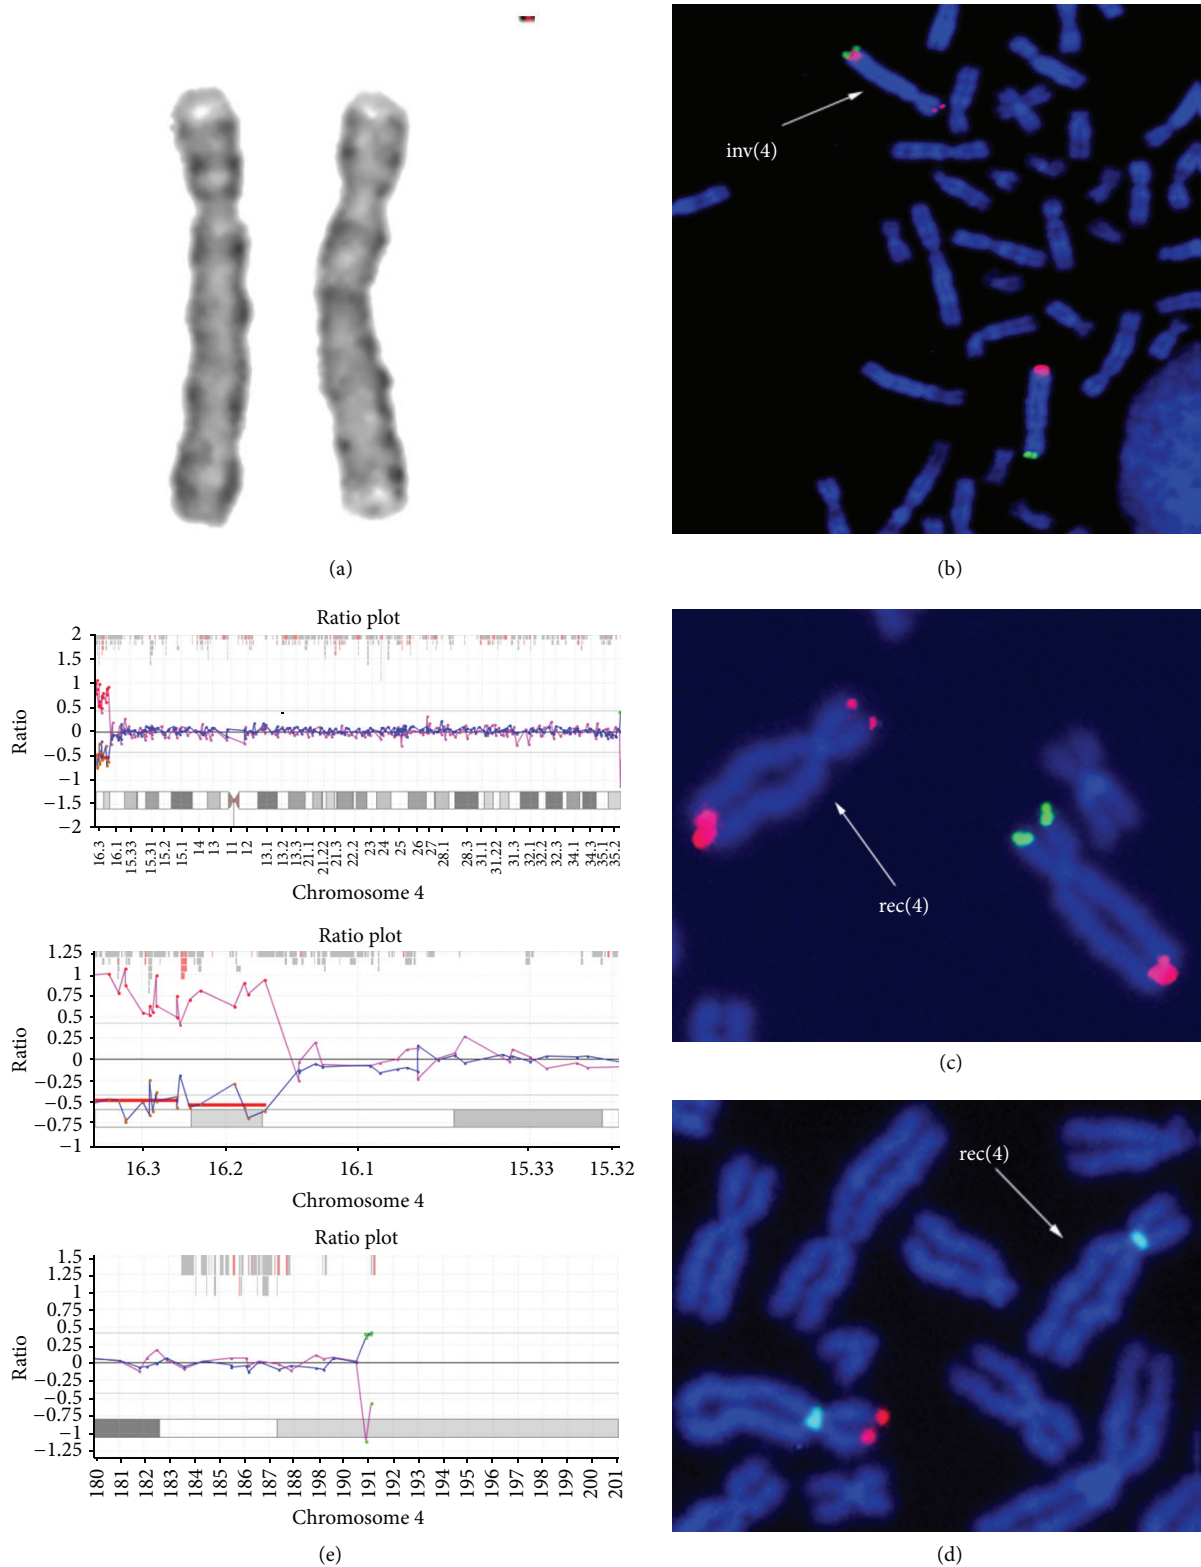 (a)
inv(4)
(b)
Ratio plot
2
1.5
1
0.5
0
−0.5
−1
−1.5
−2
Ratio
16.3 16.1 15.33 15.31 15.2 15.1 14 13 11 12 13.1 13.2 13.3 21.1 21.22 21.3 22.2 23 24 25 26 27 28.1 28.3 31.1 31.22 31.3 32.1 32.2 32.3 34.1 34.3 35.1 35.2
Chromosome 4
rec(4)
(c)
Ratio plot
1.25
1
0.75
0.5
0.25
0
−0.25
−0.5
−0.75
−1
Ratio
16.3 16.2 16.1 15.33 15.32
Chromosome 4
rec(4)
(d)
Ratio plot
1.5
1.25
1
0.75
0.5
0.25
0
−0.25
−0.5
−0.75
−1
−1.25
Ratio
180 181 182 183 184 185 186 187 188 189 190 191 192 193 194 195 196 197 198 199 200 201
Chromosome 4
(e)